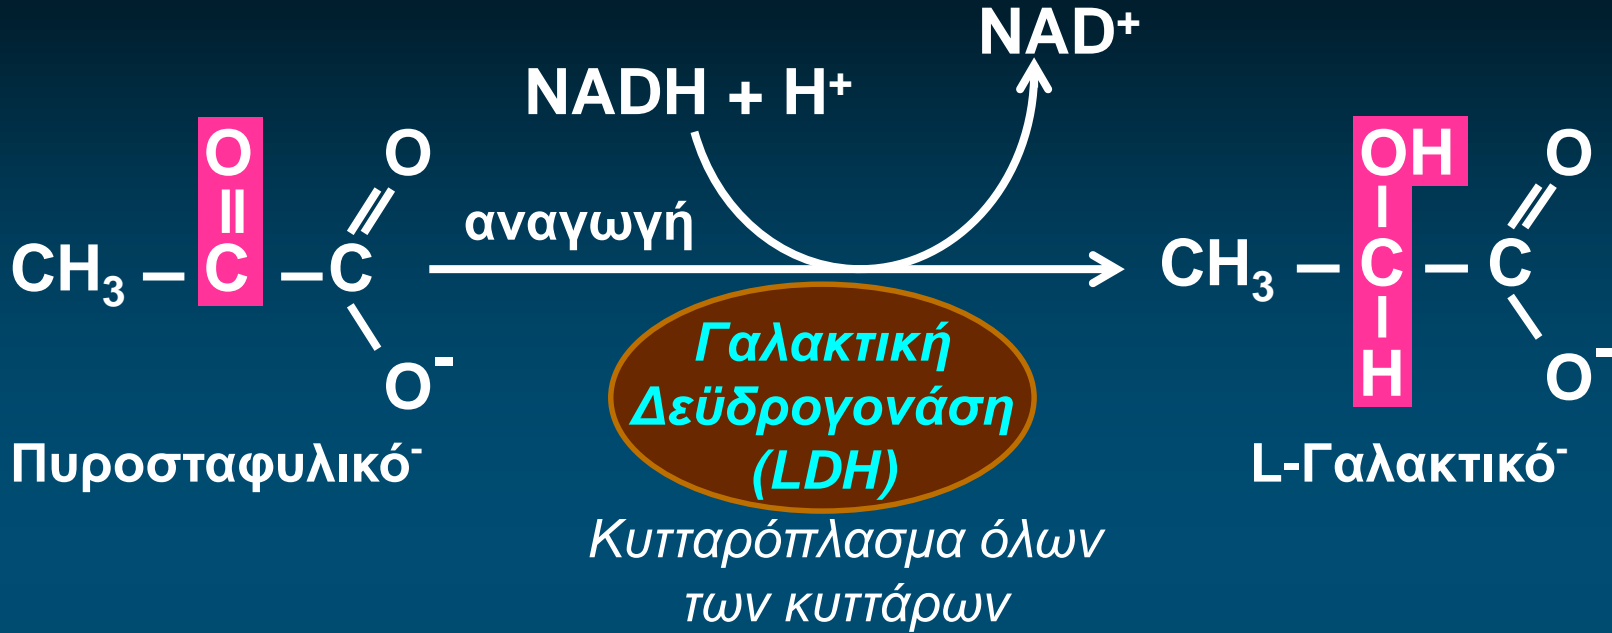 NAD⁺
NADH + H⁺
O O
CH₃ – C – C
O⁻
αναγωγή
OH O
CH₃ – C – C
H O⁻
Γαλακτική
Δεϋδρογονάση
(LDH)
Πυροσταφυλικό⁻
L-Γαλακτικό⁻
Κυτταρόπλασμα όλων
των κυττάρων